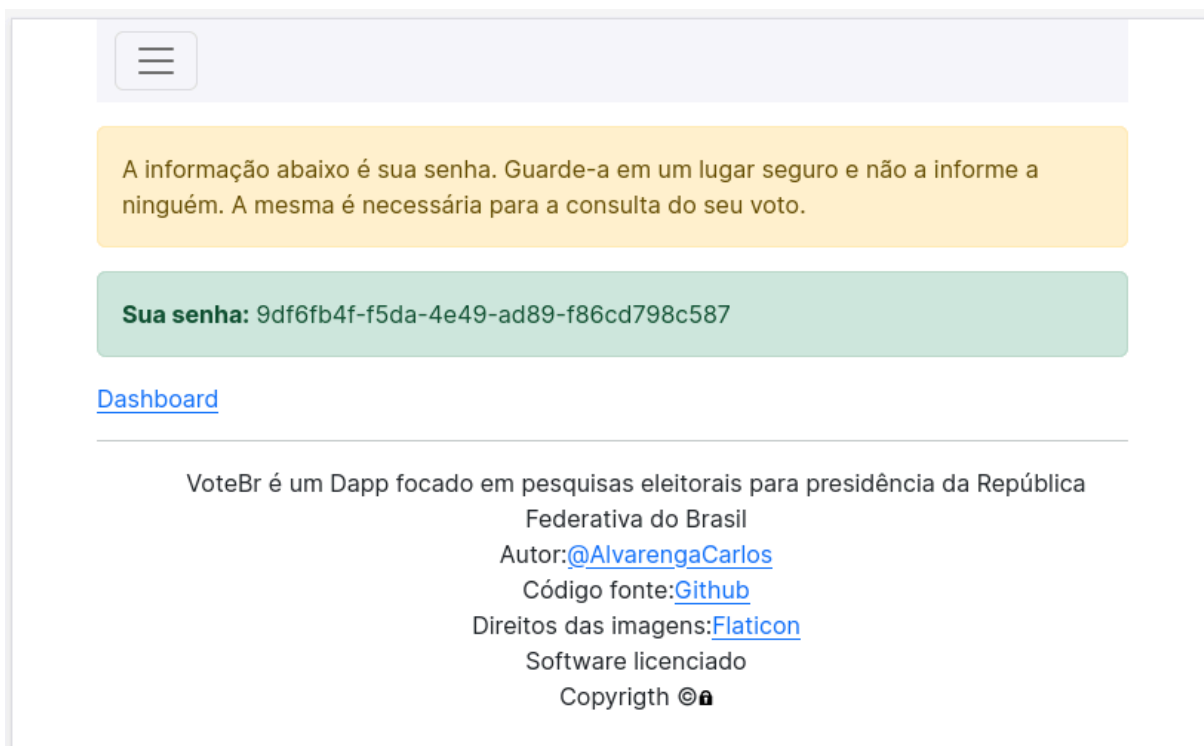 A informação abaixo é sua senha. Guarde-a em um lugar seguro e não a informe a
ninguém. A mesma é necessária para a consulta do seu voto.
Sua senha: 9df6fb4f-f5da-4e49-ad89-f86cd798c587
Dashboard
VoteBr é um Dapp focado em pesquisas eleitorais para presidência da República
Federativa do Brasil
Autor:@AlvarengaCarlos
Código fonte:Github
Direitos das imagens:Flaticon
Software licenciado
Copyrigth ©